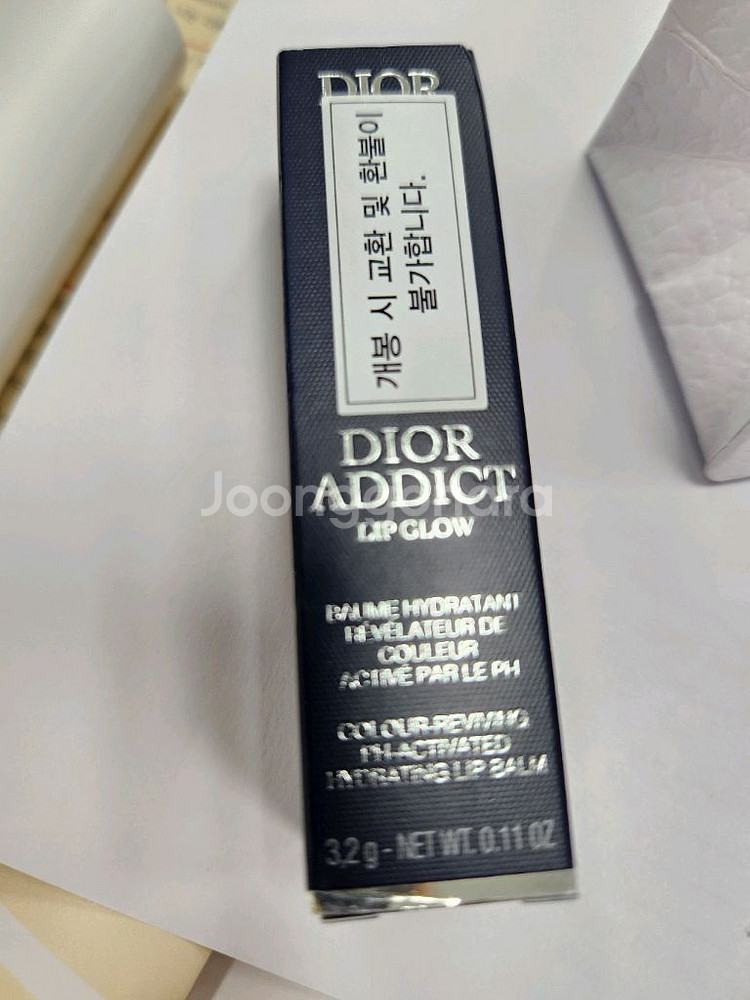 DIOR
개봉 시 교환 및 환불이
불가합니다.
DIOR
ADDICT
LIP GLOW
Joonggonara
BAUME HYDRATANT
RÉVÉLATEUR DE
COULEUR
ACTIVÉ PAR LE PH
COLOUR-REVIVING
PH-ACTIVATED
HYDRATING LIP BALM
3,2 g - NET WT. 0.11 OZ